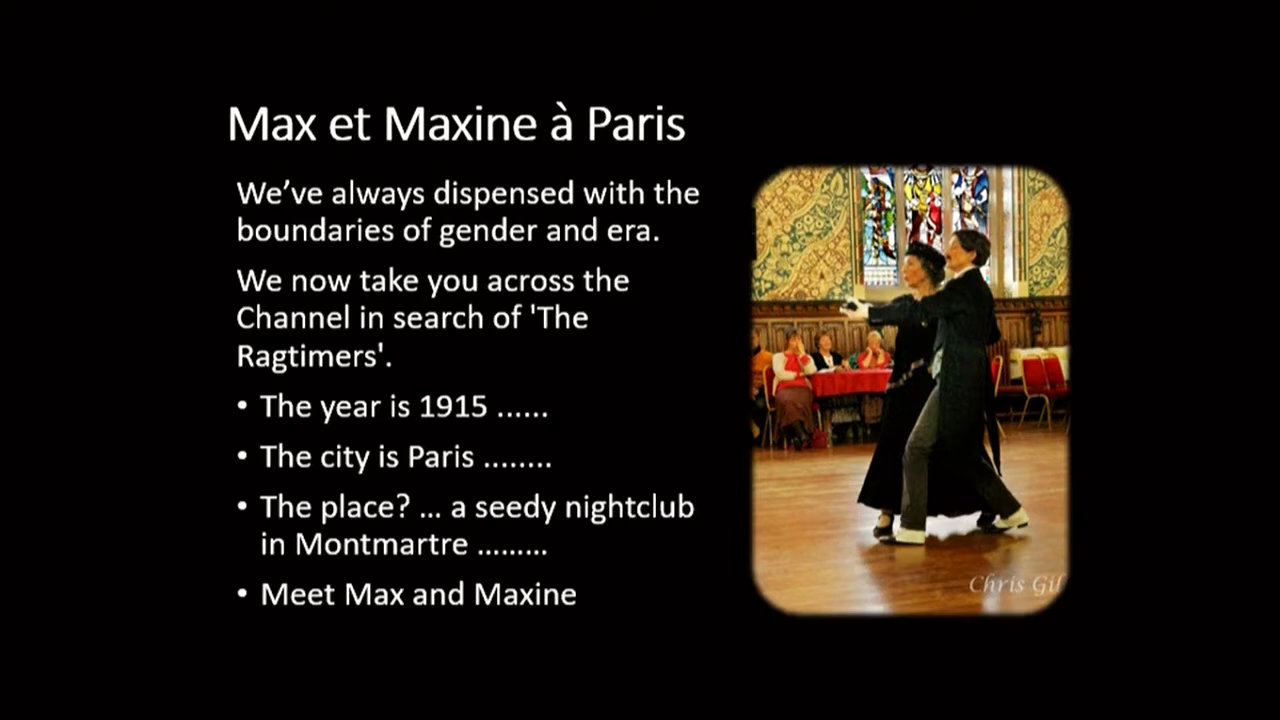 Max et Maxine à Paris
We’ve always dispensed with the
boundaries of gender and era.
We now take you across the
Channel in search of 'The
Ragtimers'.
• The year is 1915 ......
• The city is Paris ........
• The place? ... a seedy nightclub
in Montmartre .........
• Meet Max and Maxine
Chris Gil